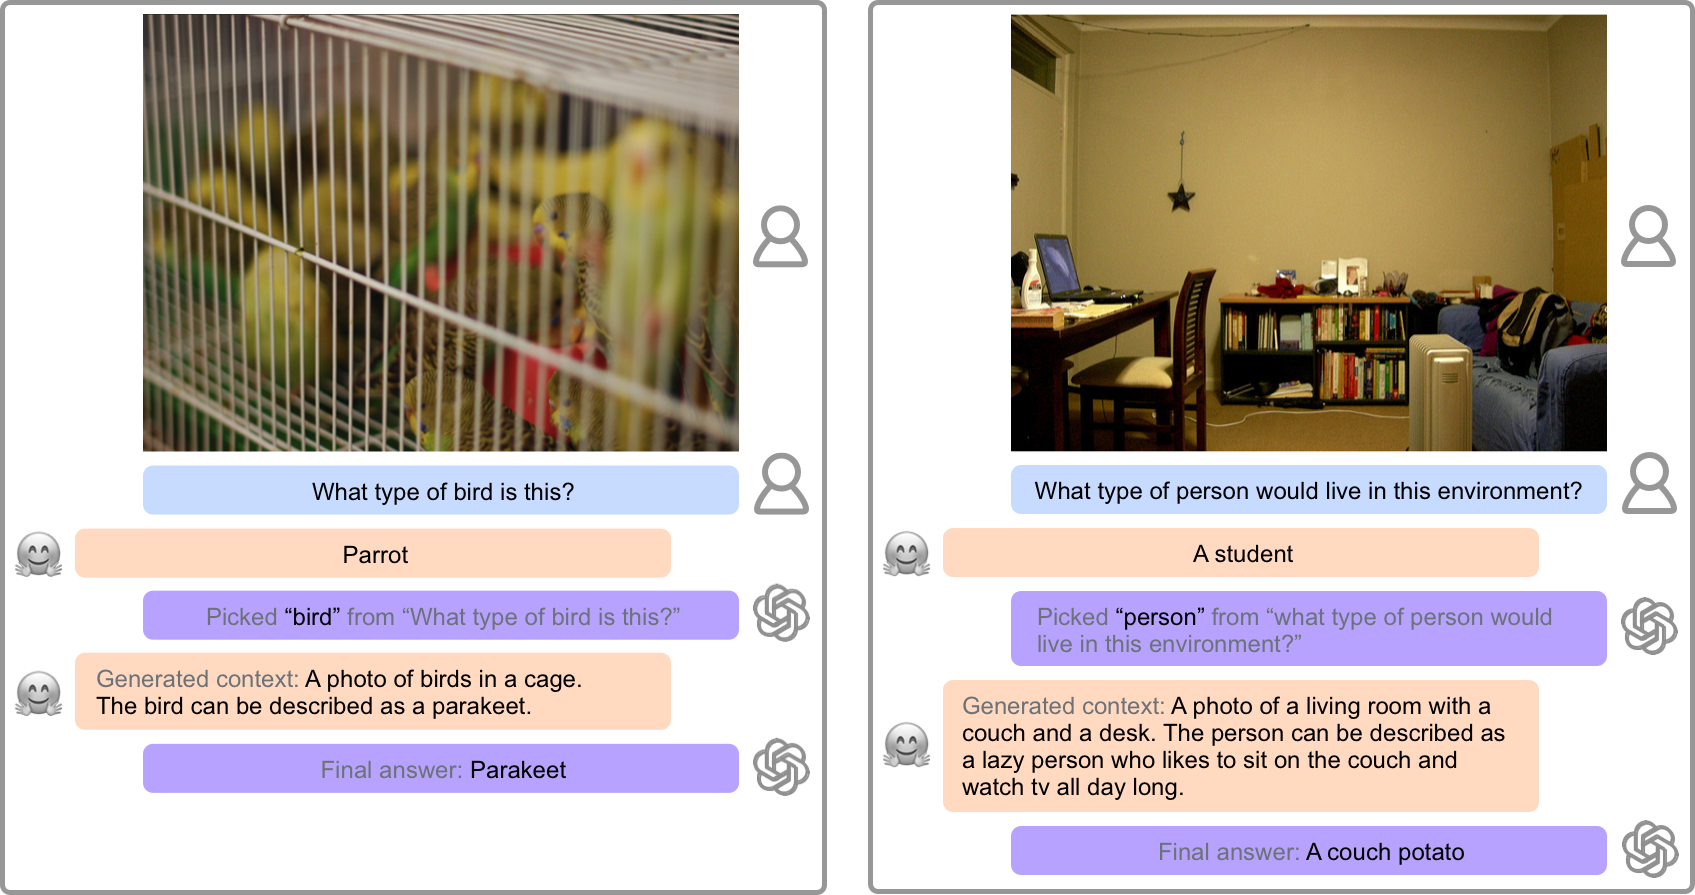 What type of bird is this?
Parrot
Picked “bird” from “What type of bird is this?”
Generated context: A photo of birds in a cage.
The bird can be described as a parakeet.
Final answer: Parakeet
What type of person would live in this environment?
A student
Picked “person” from “what type of person would
live in this environment?”
Generated context: A photo of a living room with a
couch and a desk. The person can be described as
a lazy person who likes to sit on the couch and
watch tv all day long.
Final answer: A couch potato